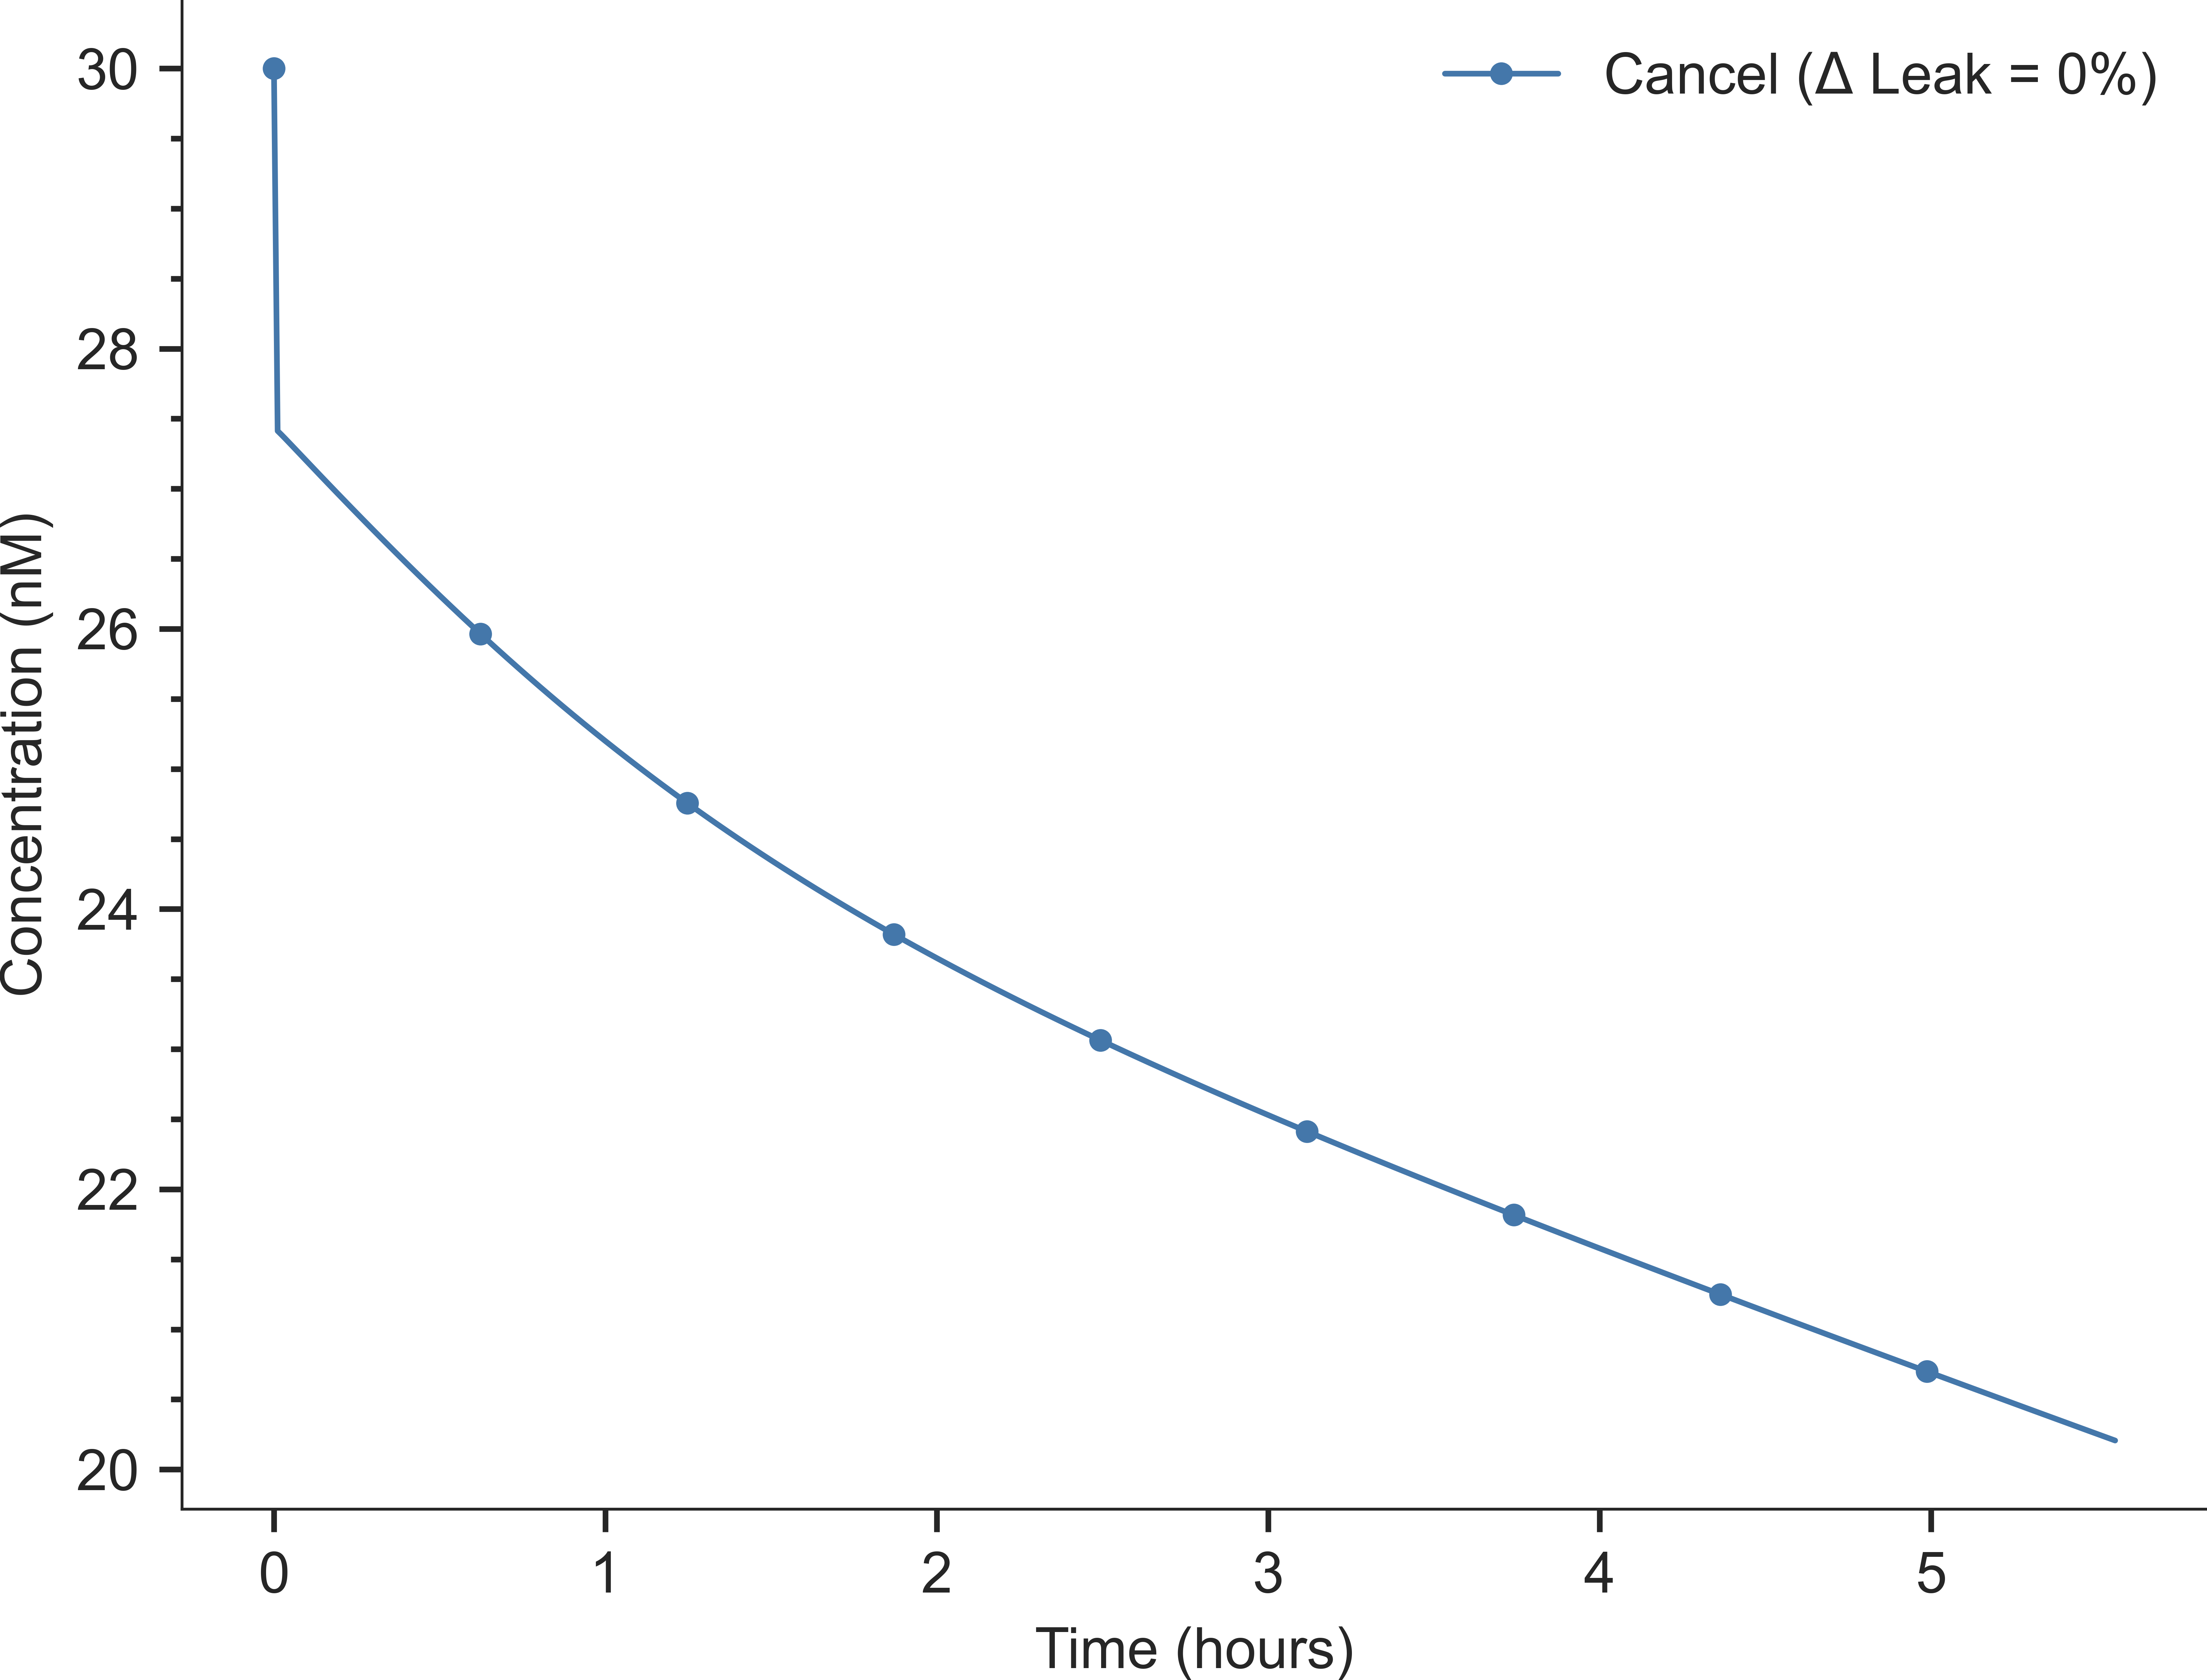 Cancel (Δ Leak = 0%)
Concentration (nM)
30
28
26
24
22
20
0 1 2 3 4 5
Time (hours)